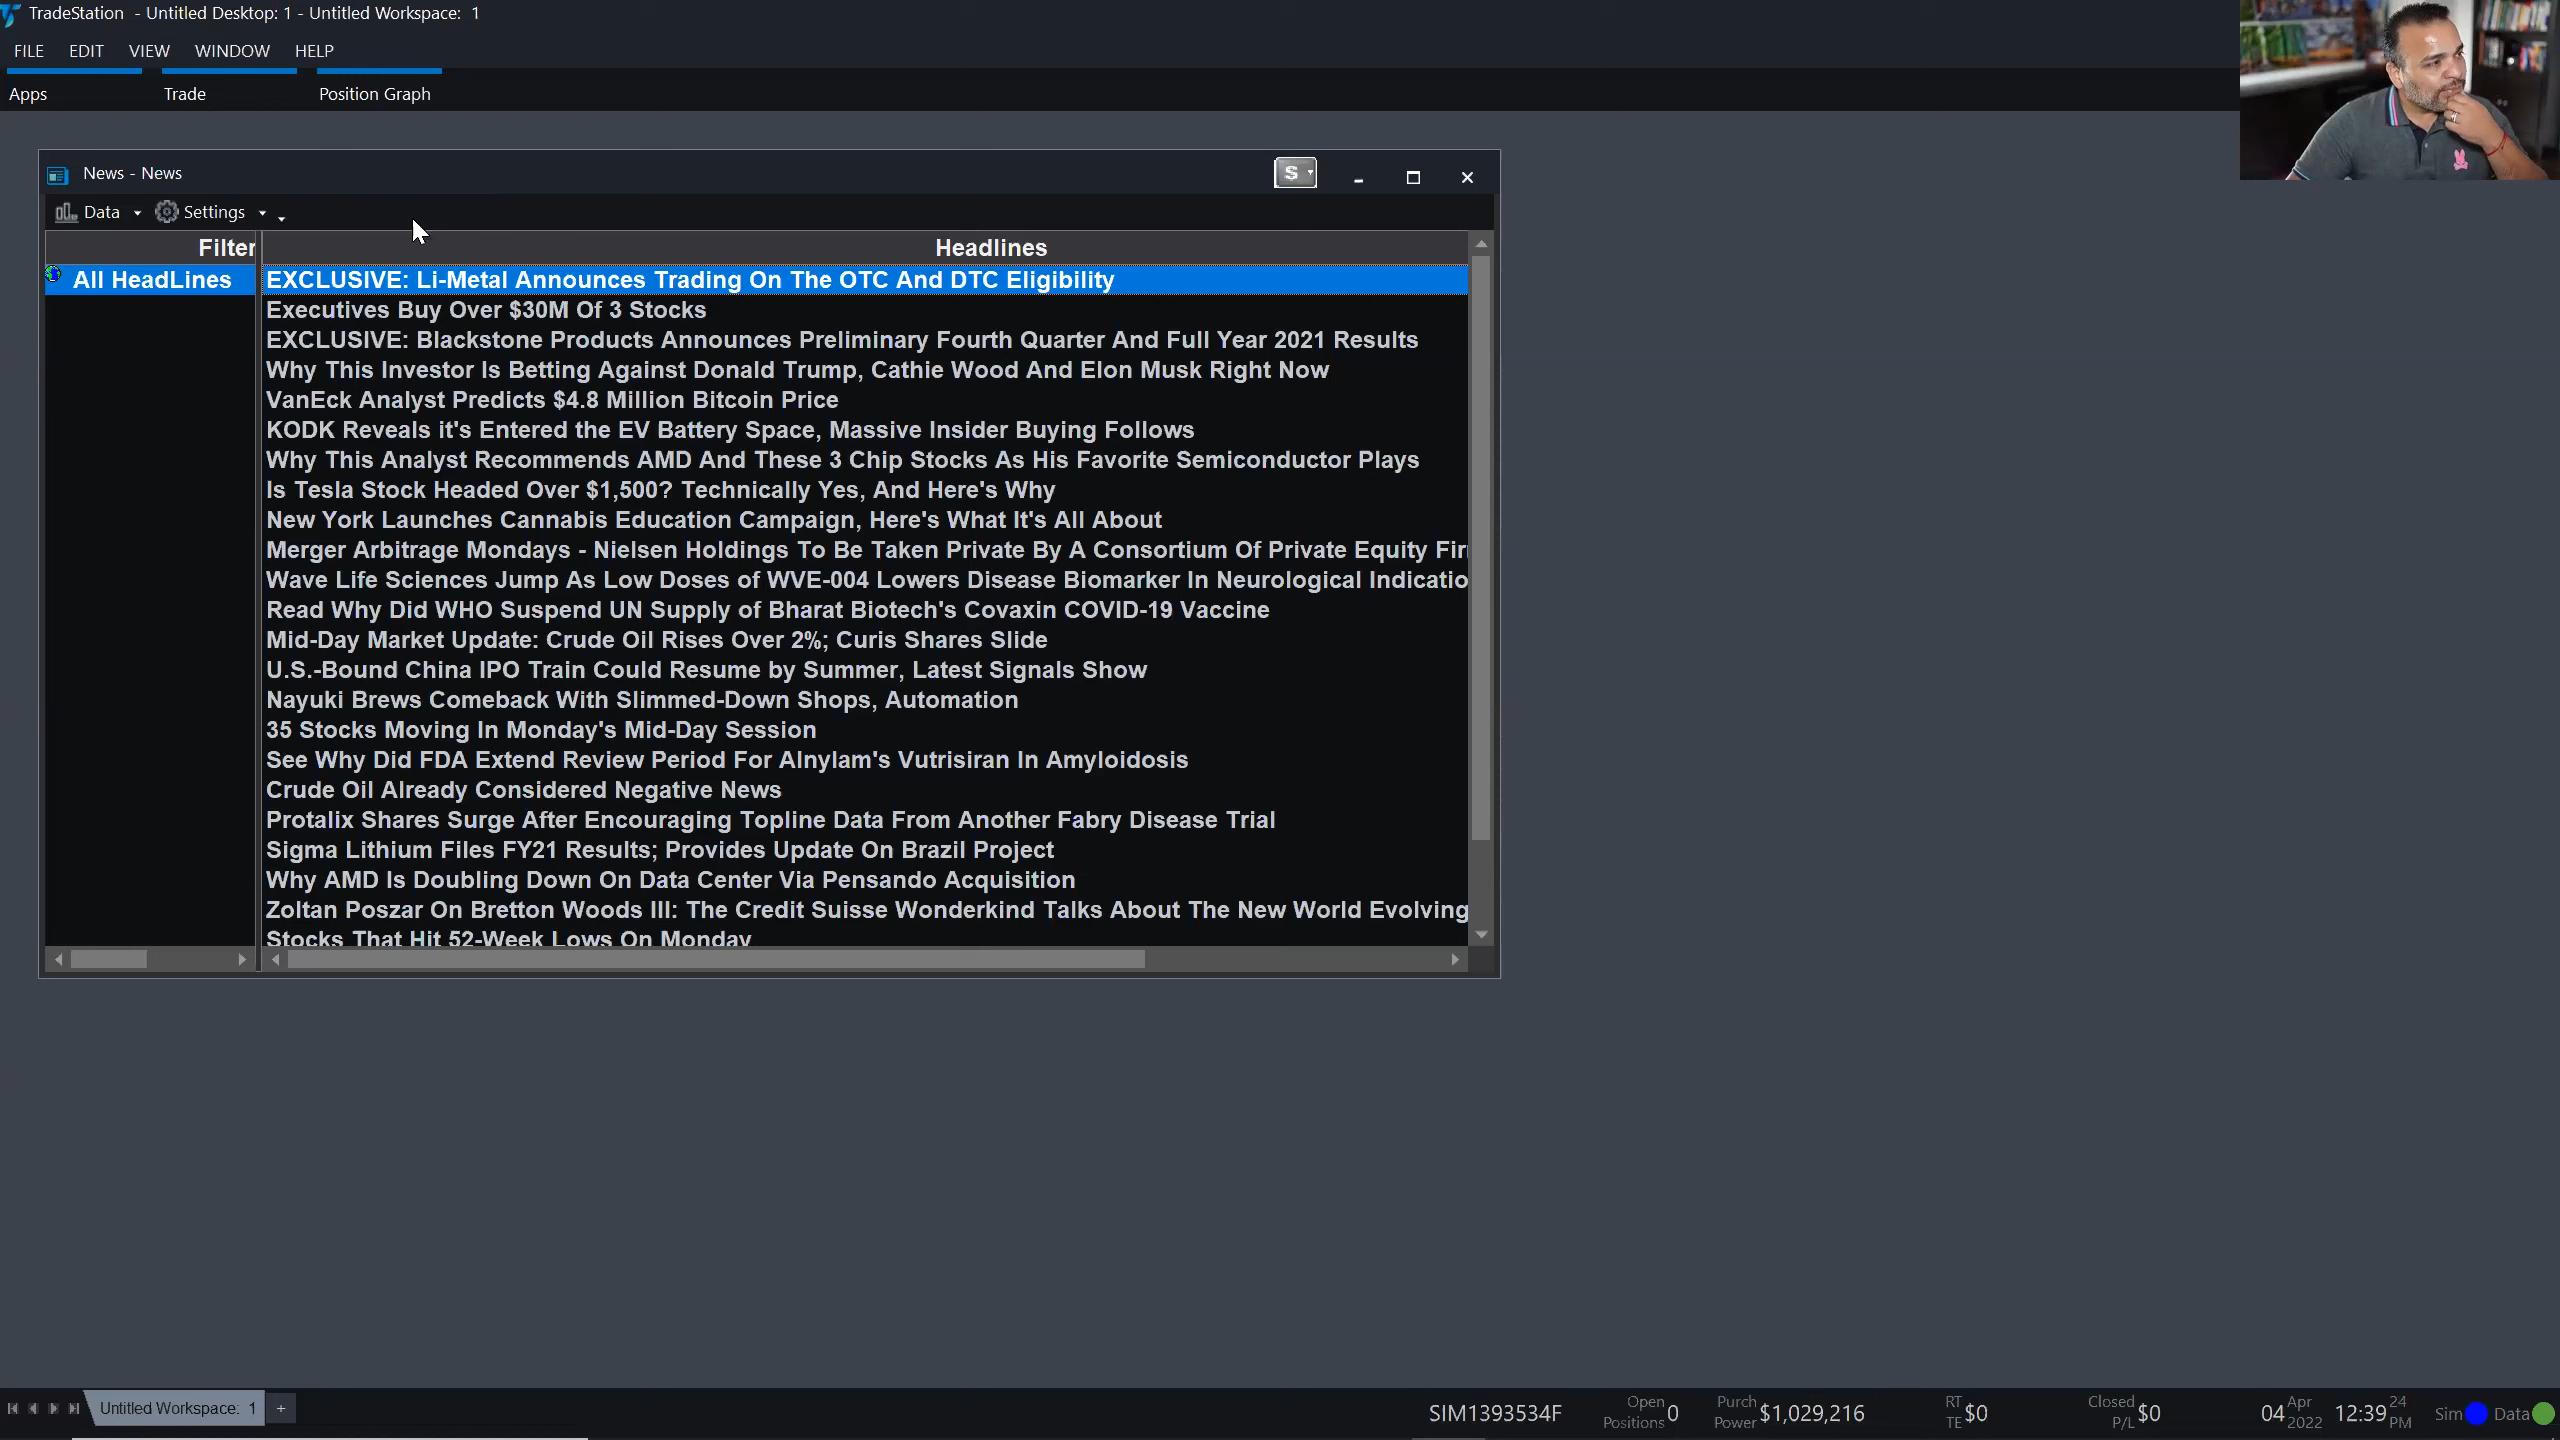 TradeStation - Untitled Desktop: 1 - Untitled Workspace: 1
FILE EDIT VIEW WINDOW HELP
Apps Trade Position Graph
News - News
S
Data Settings
Filter Headlines
All HeadLines EXCLUSIVE: Li-Metal Announces Trading On The OTC And DTC Eligibility
Executives Buy Over $30M Of 3 Stocks
EXCLUSIVE: Blackstone Products Announces Preliminary Fourth Quarter And Full Year 2021 Results
Why This Investor Is Betting Against Donald Trump, Cathie Wood And Elon Musk Right Now
VanEck Analyst Predicts $4.8 Million Bitcoin Price
KODK Reveals it's Entered the EV Battery Space, Massive Insider Buying Follows
Why This Analyst Recommends AMD And These 3 Chip Stocks As His Favorite Semiconductor Plays
Is Tesla Stock Headed Over $1,500? Technically Yes, And Here's Why
New York Launches Cannabis Education Campaign, Here's What It's All About
Merger Arbitrage Mondays - Nielsen Holdings To Be Taken Private By A Consortium Of Private Equity Fir
Wave Life Sciences Jump As Low Doses of WVE-004 Lowers Disease Biomarker In Neurological Indicatio
Read Why Did WHO Suspend UN Supply of Bharat Biotech's Covaxin COVID-19 Vaccine
Mid-Day Market Update: Crude Oil Rises Over 2%; Curis Shares Slide
U.S.-Bound China IPO Train Could Resume by Summer, Latest Signals Show
Nayuki Brews Comeback With Slimmed-Down Shops, Automation
35 Stocks Moving In Monday's Mid-Day Session
See Why Did FDA Extend Review Period For Alnylam's Vutrisiran In Amyloidosis
Crude Oil Already Considered Negative News
Protalix Shares Surge After Encouraging Topline Data From Another Fabry Disease Trial
Sigma Lithium Files FY21 Results; Provides Update On Brazil Project
Why AMD Is Doubling Down On Data Center Via Pensando Acquisition
Zoltan Poszar On Bretton Woods III: The Credit Suisse Wonderkind Talks About The New World Evolving
Stocks That Hit 52-Week Lows On Monday
Untitled Workspace: 1 + SIM1393534F Open Positions 0 Purch Power $1,029,216 RT TE $0 Closed P/L $0 04 Apr 2022 12:39 24 PM Sim Data